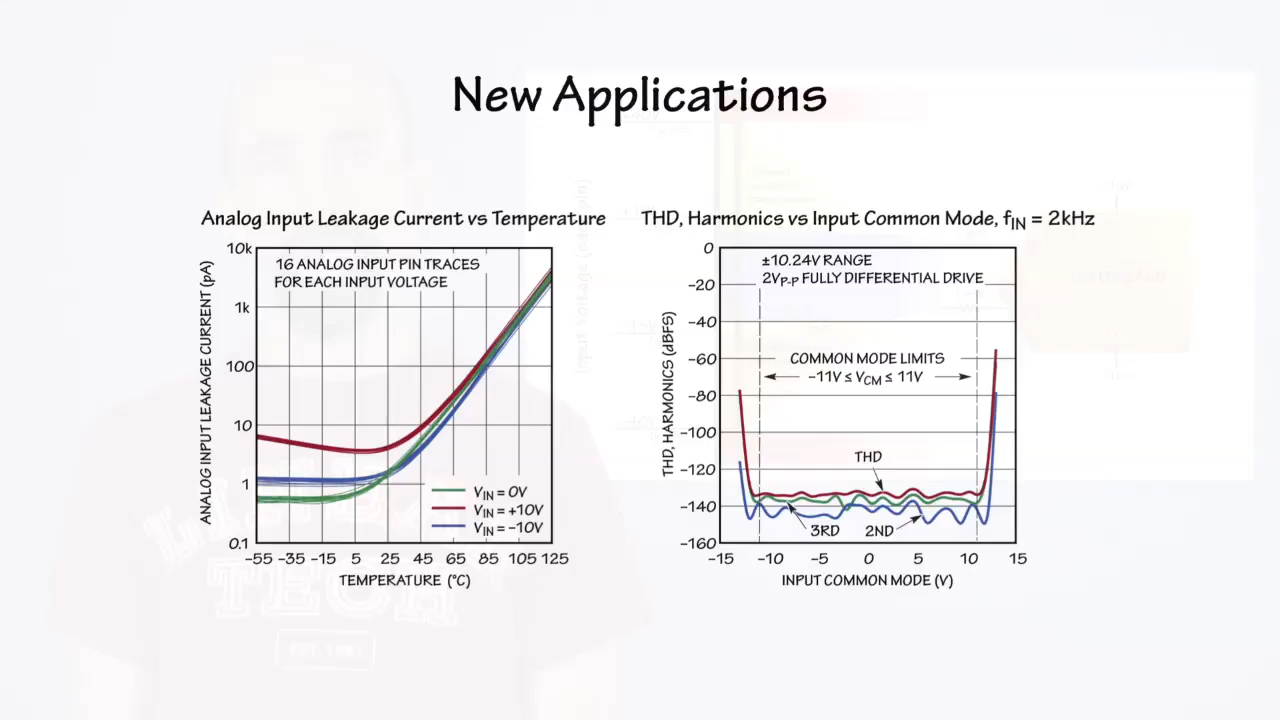 New Applications
Analog Input Leakage Current vs Temperature
ANALOG INPUT LEAKAGE CURRENT (pA)
10k
1k
100
10
1
0.1
16 ANALOG INPUT PIN TRACES
FOR EACH INPUT VOLTAGE
VIN = 0V
VIN = +10V
VIN = −10V
−55 −35 −15 5 25 45 65 85 105 125
TEMPERATURE (°C)
THD, Harmonics vs Input Common Mode, fIN = 2kHz
THD, HARMONICS (dBFS)
0
−20
−40
−60
−80
−100
−120
−140
−160
±10.24V RANGE
2VP-P FULLY DIFFERENTIAL DRIVE
COMMON MODE LIMITS
−11V ≤ VCM ≤ 11V
THD
3RD 2ND
−15 −10 −5 0 5 10 15
INPUT COMMON MODE (V)
TECH